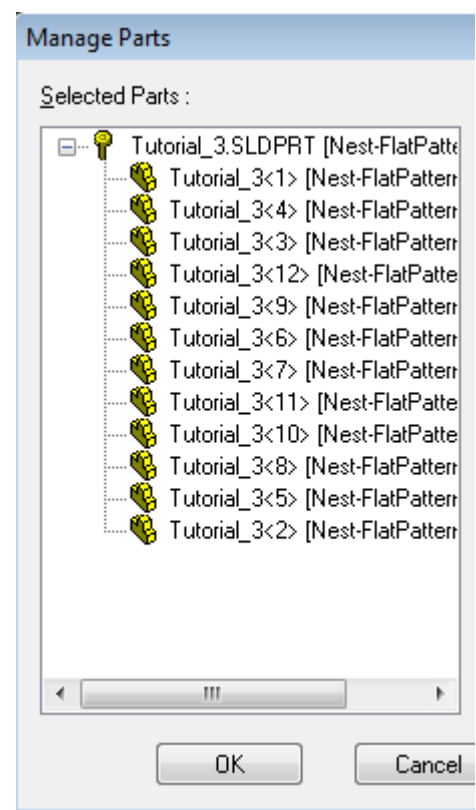 Manage Parts
Selected Parts :
Tutorial_3.SLDPRT [Nest-FlatPatte
Tutorial_3<1> [Nest-FlatPattern
Tutorial_3<4> [Nest-FlatPattern
Tutorial_3<3> [Nest-FlatPattern
Tutorial_3<12> [Nest-FlatPatte
Tutorial_3<9> [Nest-FlatPattern
Tutorial_3<6> [Nest-FlatPattern
Tutorial_3<7> [Nest-FlatPattern
Tutorial_3<11> [Nest-FlatPatte
Tutorial_3<10> [Nest-FlatPatte
Tutorial_3<8> [Nest-FlatPattern
Tutorial_3<5> [Nest-FlatPattern
Tutorial_3<2> [Nest-FlatPattern
OK Cancel